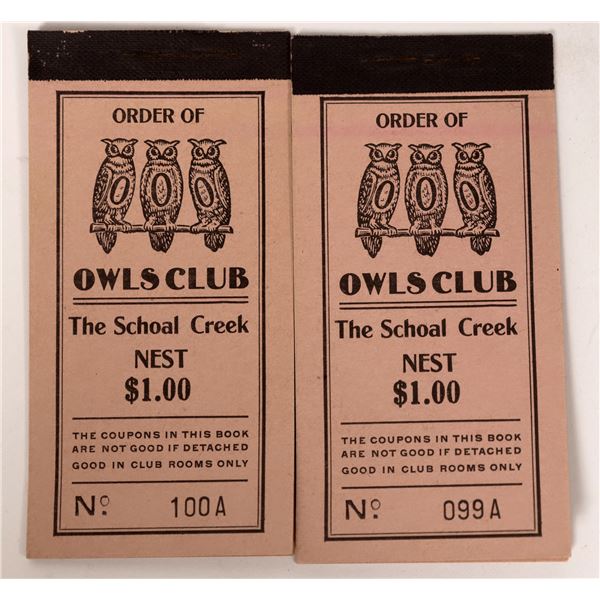 ORDER OF
O O O
OWLS CLUB
The Schoal Creek
NEST
$1.00
THE COUPONS IN THIS BOOK
ARE NOT GOOD IF DETACHED
GOOD IN CLUB ROOMS ONLY
No. 100A
ORDER OF
O O O
OWLS CLUB
The Schoal Creek
NEST
$1.00
THE COUPONS IN THIS BOOK
ARE NOT GOOD IF DETACHED
GOOD IN CLUB ROOMS ONLY
No. 099A